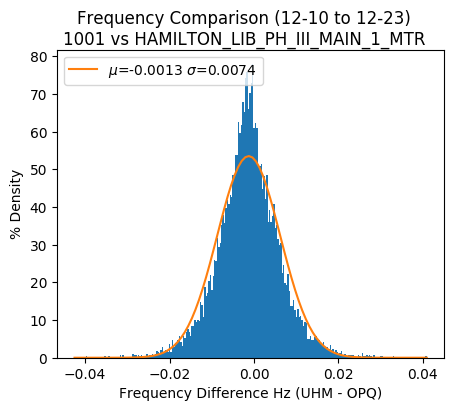 Frequency Comparison (12-10 to 12-23)
1001 vs HAMILTON_LIB_PH_III_MAIN_1_MTR
μ=-0.0013 σ=0.0074
80
70
60
50
40
30
20
10
0
% Density
−0.04 −0.02 0.00 0.02 0.04
Frequency Difference Hz (UHM - OPQ)